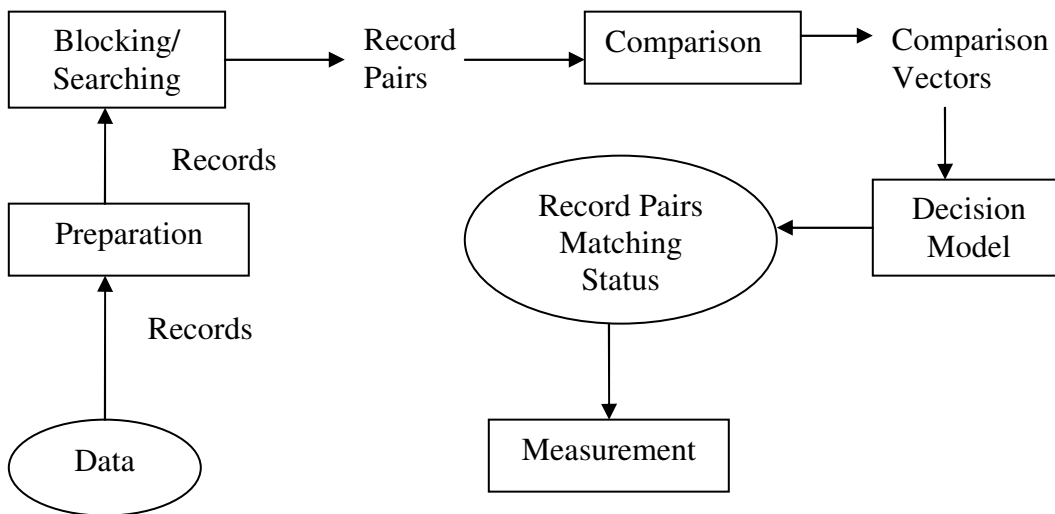 Blocking/
Searching
Record
Pairs
Comparison
Comparison
Vectors
Records
Preparation
Record Pairs
Matching
Status
Decision
Model
Records
Data
Measurement